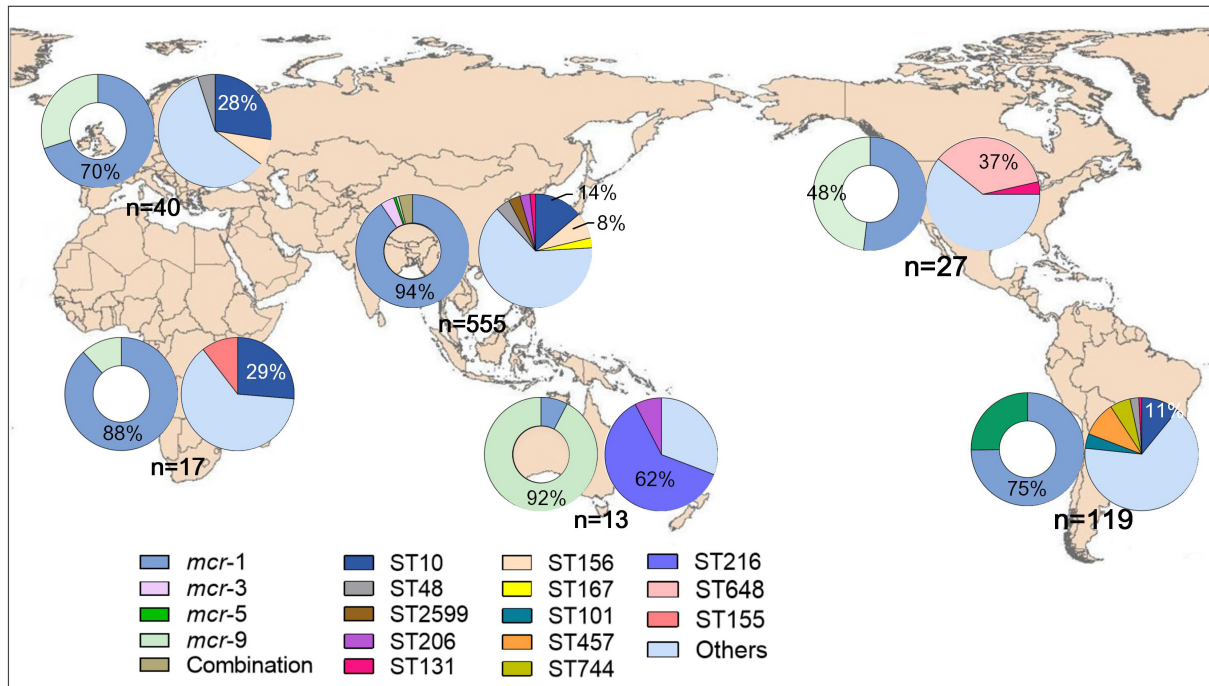 28%
70%
n=40
14%
8%
94%
n=555
37%
48%
n=27
29%
88%
n=17
62%
92%
n=13
11%
75%
n=119
mcr-1
mcr-3
mcr-5
mcr-9
Combination
ST10
ST48
ST2599
ST206
ST131
ST156
ST167
ST101
ST457
ST744
ST216
ST648
ST155
Others